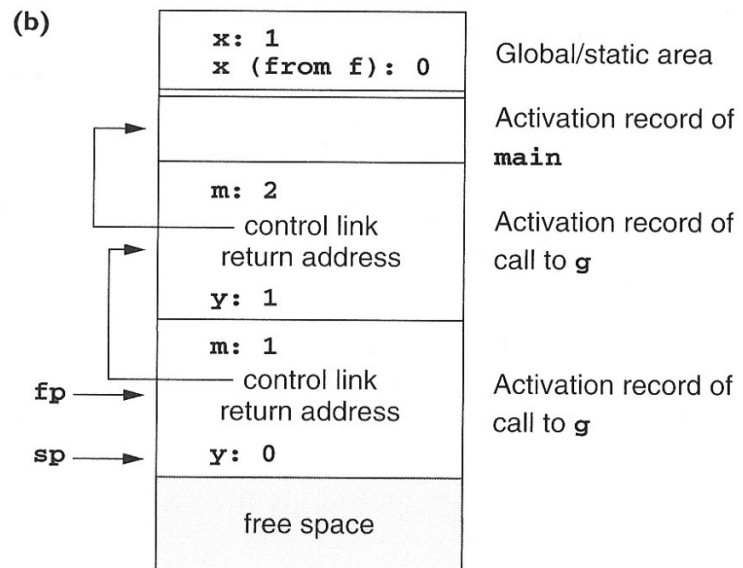 (b)
x: 1
x (from f): 0
Global/static area
Activation record of
main
m: 2
control link
return address
y: 1
Activation record of
call to g
m: 1
control link
return address
y: 0
fp
sp
Activation record of
call to g
free space